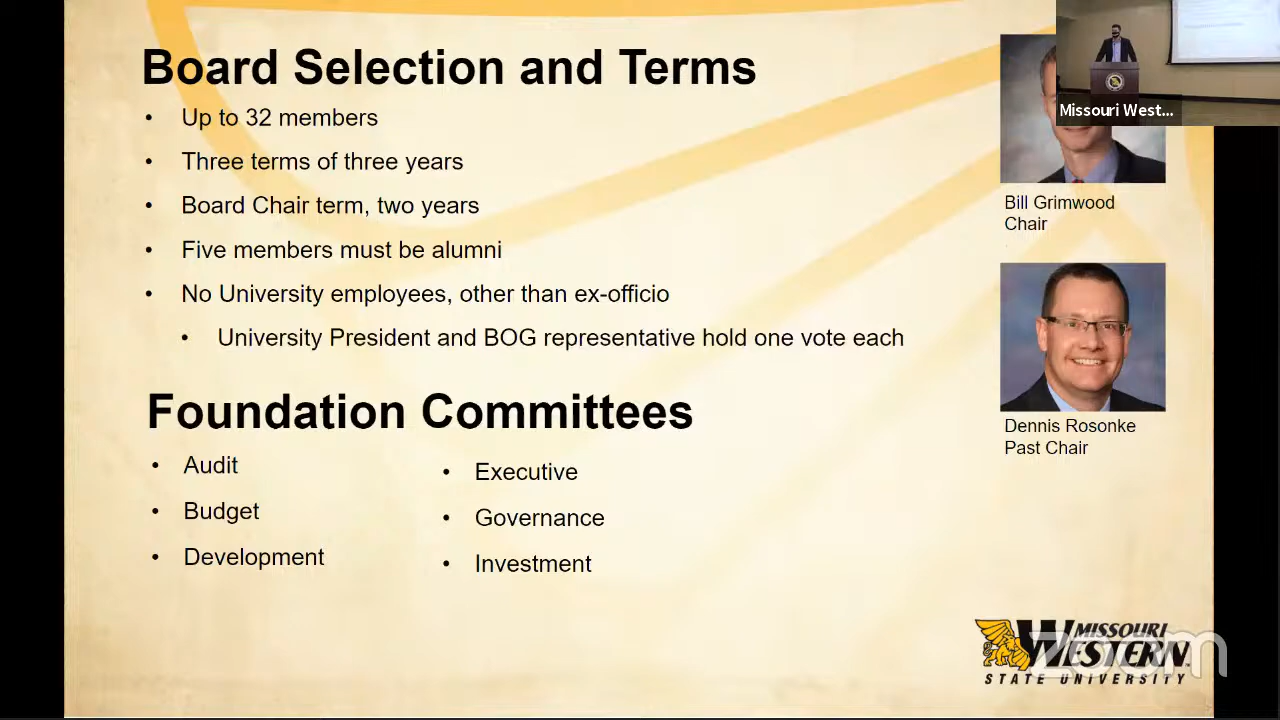 Board Selection and Terms
• Up to 32 members
• Three terms of three years
• Board Chair term, two years
• Five members must be alumni
• No University employees, other than ex-officio
• University President and BOG representative hold one vote each
Foundation Committees
• Audit
• Budget
• Development
• Executive
• Governance
• Investment
Missouri West...
Bill Grimwood
Chair
Dennis Rosonke
Past Chair
MISSOURI
WESTERN
STATE UNIVERSITY
zoom